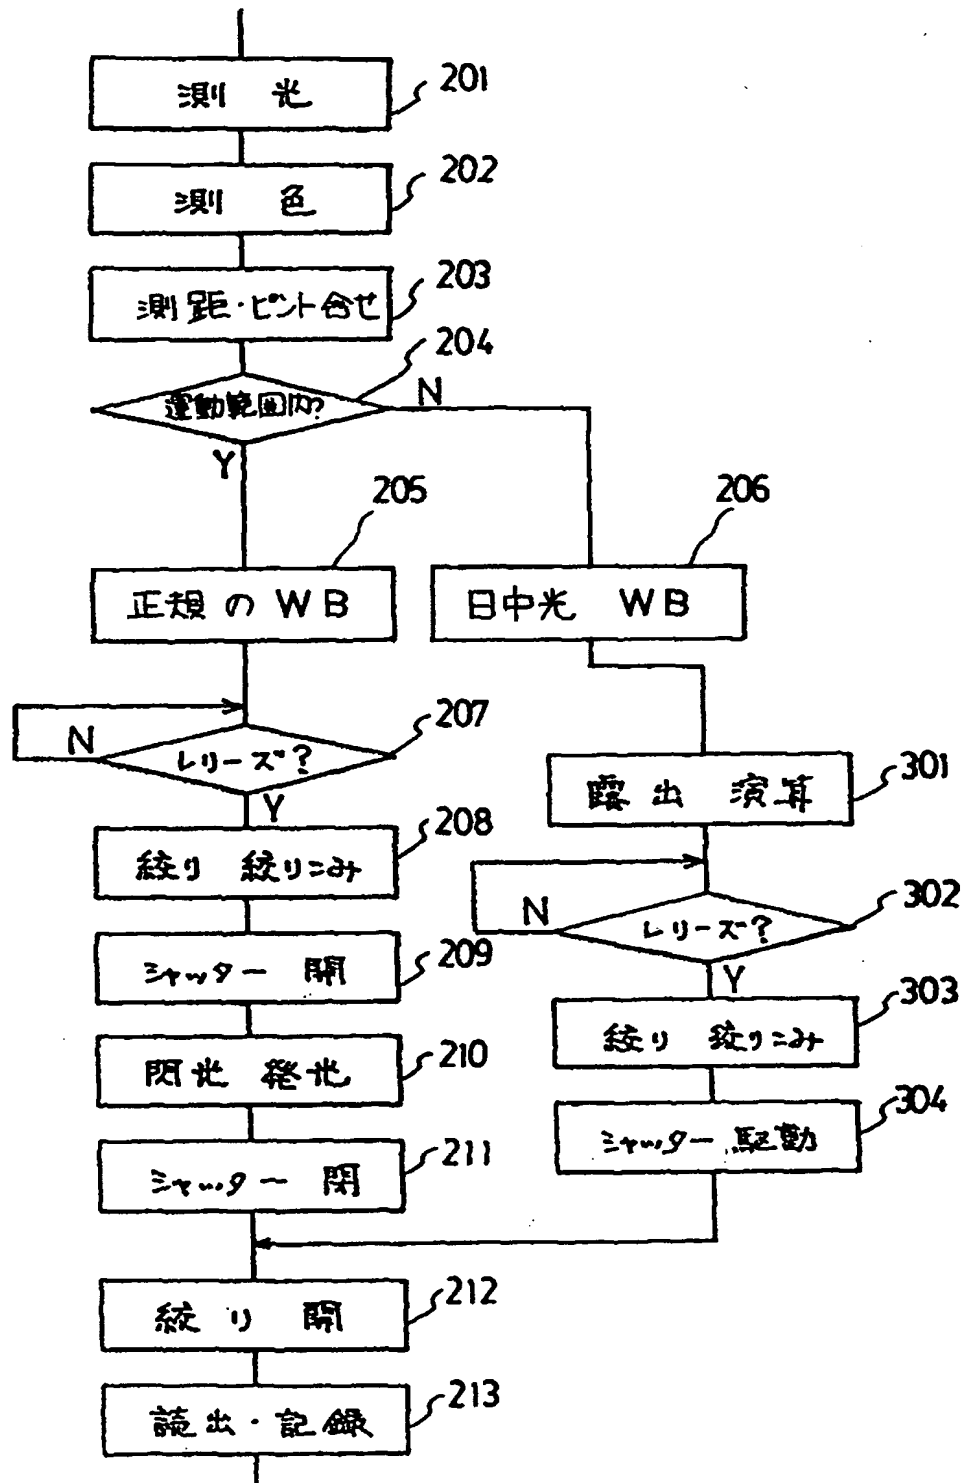 測光 201
測色 202
測距・ピント合せ 203
204
運動範囲内? N
Y
205 206
正規のWB 日中光 WB
207
N レリーズ?
Y
301
露出 演算
208
絞り 絞りこみ
302
N レリーズ?
Y
209
シャッター 開
303
絞り 絞りこみ
210
閃光 発光
304
シャッター 駆動
211
シャッター 閉
212
絞り 開
213
読出・記録